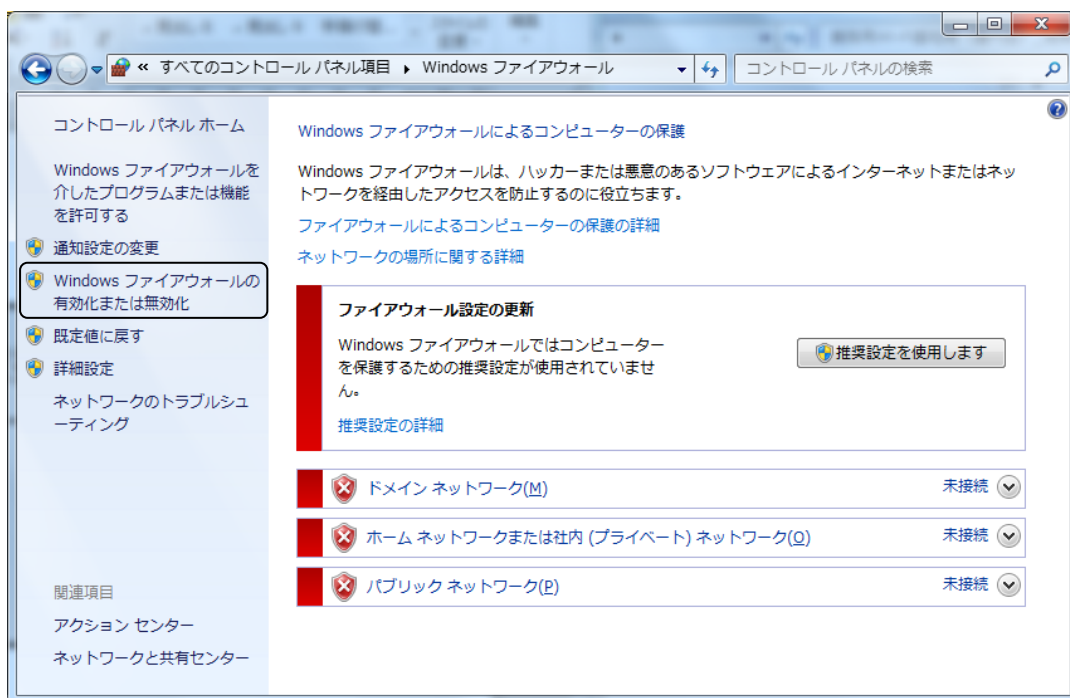 « すべてのコントロール パネル項目 ▸ Windows ファイアウォール
コントロール パネルの検索
コントロール パネル ホーム
Windows ファイアウォールを
介したプログラムまたは機能
を許可する
通知設定の変更
Windows ファイアウォールの
有効化または無効化
既定値に戻す
詳細設定
ネットワークのトラブルシュ
ーティング
関連項目
アクション センター
ネットワークと共有センター
Windows ファイアウォールによるコンピューターの保護
Windows ファイアウォールは、ハッカーまたは悪意のあるソフトウェアによるインターネットまたはネッ
トワークを経由したアクセスを防止するのに役立ちます。
ファイアウォールによるコンピューターの保護の詳細
ネットワークの場所に関する詳細
ファイアウォール設定の更新
Windows ファイアウォールではコンピューター
を保護するための推奨設定が使用されていませ
ん。
推奨設定を使用します
推奨設定の詳細
ドメイン ネットワーク(M) 未接続
ホーム ネットワークまたは社内 (プライベート) ネットワーク(O) 未接続
パブリック ネットワーク(P) 未接続